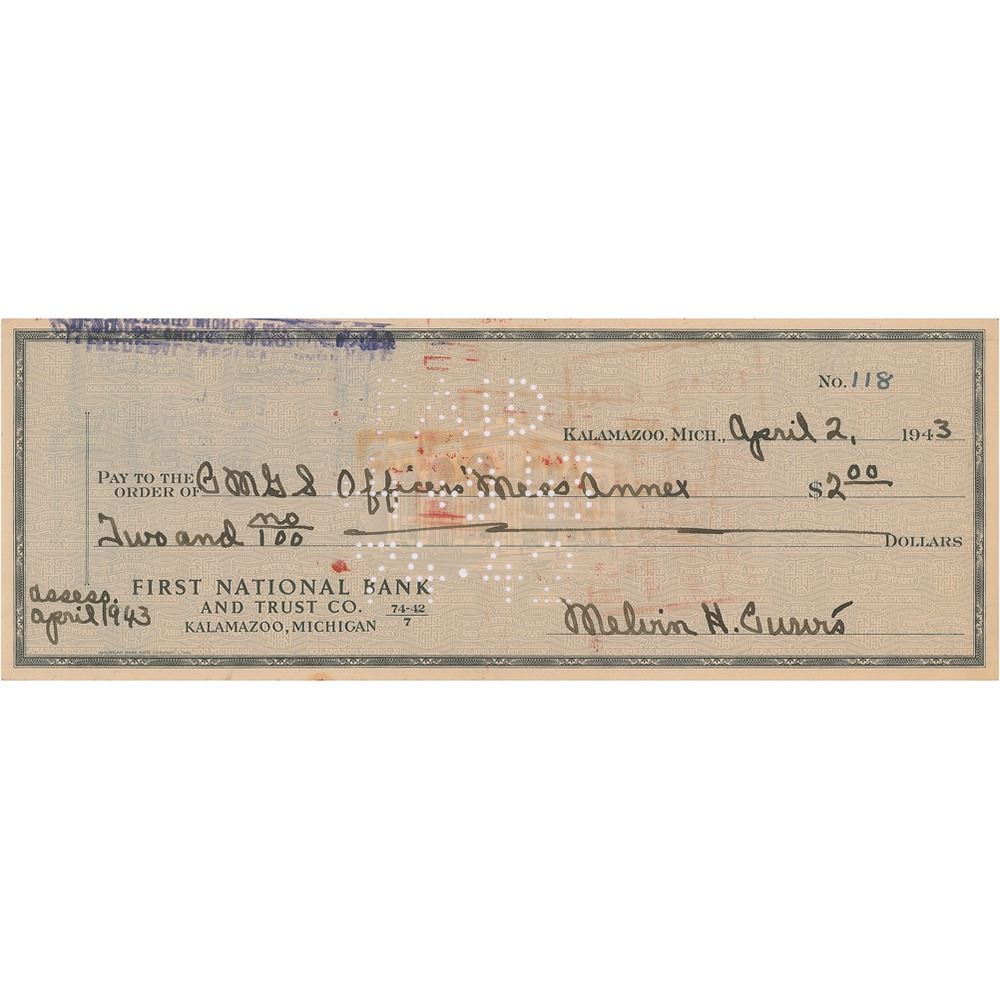 No. 118
KALAMAZOO, MICH., April 2, 1943
PAY TO THE ORDER OF PMGS Officers' Mess Annex $2 00
Two and no/100 DOLLARS
assess.
april 1943
FIRST NATIONAL BANK
AND TRUST CO. 74-42
KALAMAZOO, MICHIGAN 7
Melvin H. Purvis
PAID